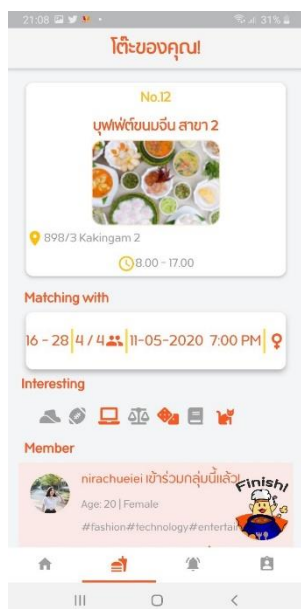 21:08
31%
โต๊ะของคุณ!
No.12
บุฟเฟ่ต์ขนมจีน สาขา 2
898/3 Kakingam 2
8.00 - 17.00
Matching with
16 - 28 4 / 4 11-05-2020 7:00 PM
Interesting
Member
nirachueiei เข้าร่วมกลุ่มนี้แล้ว
Finish!
Age: 20 | Female
#fashion#technology#entertai